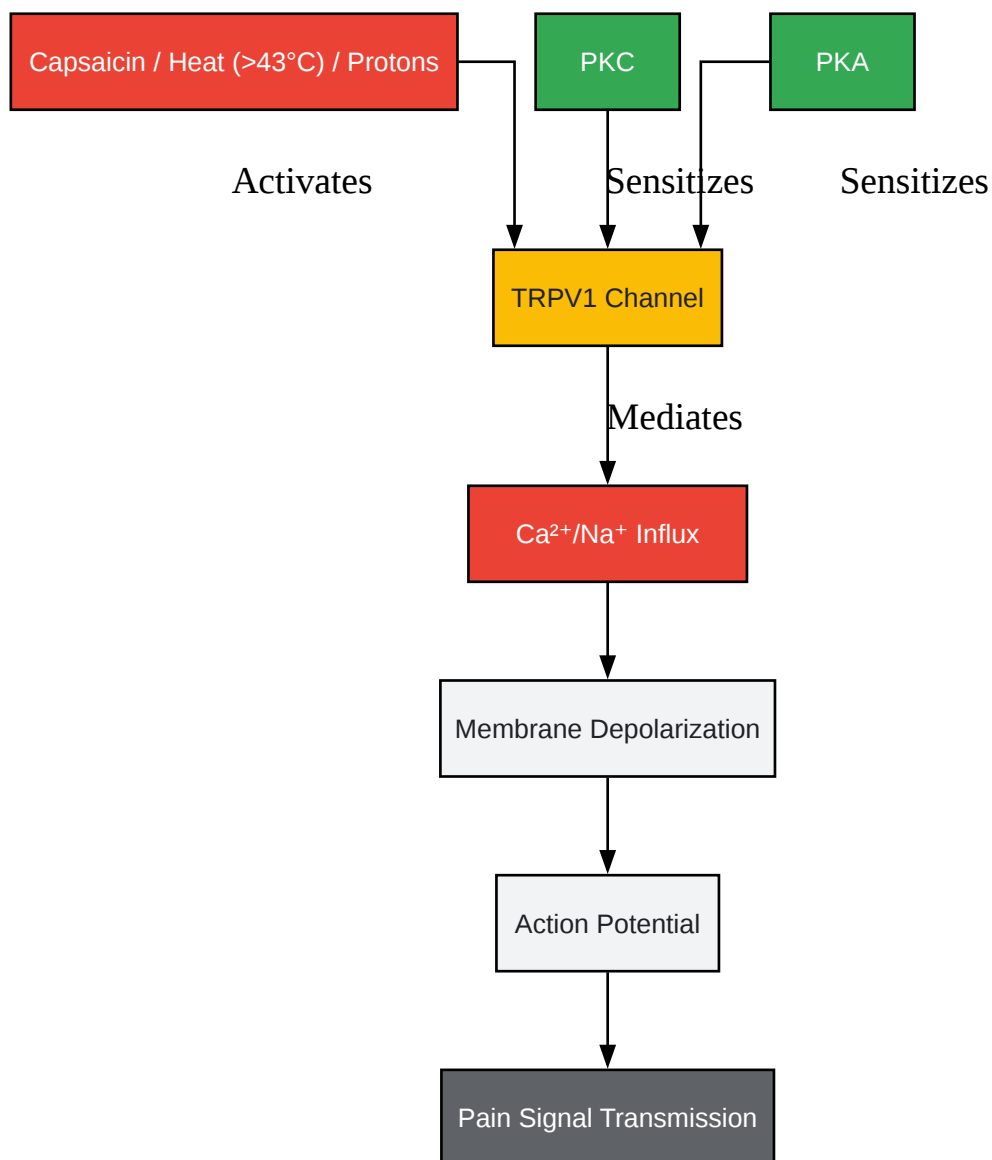 Capsaicin / Heat (>43°C) / Protons
PKC
PKA
Activates
Sensitizes
Sensitizes
TRPV1 Channel
Mediates
Ca²⁺/Na⁺ Influx
Membrane Depolarization
Action Potential
Pain Signal Transmission